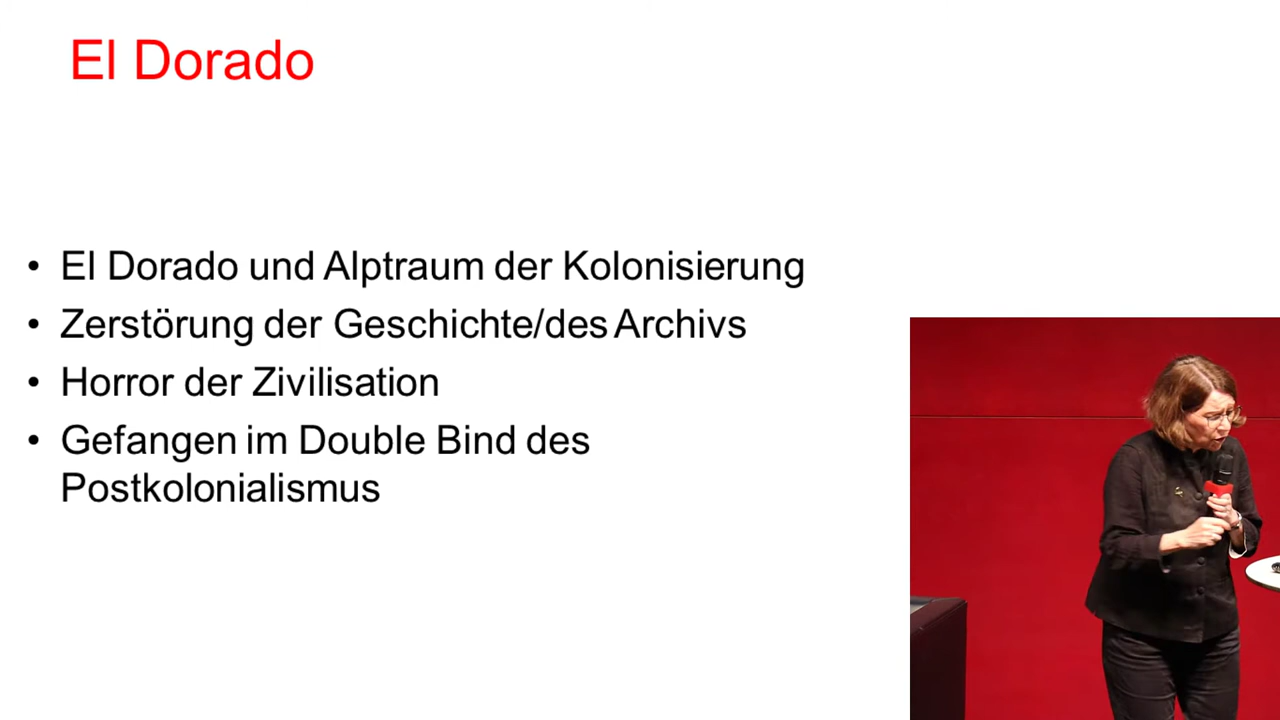 El Dorado
• El Dorado und Alptraum der Kolonisierung
• Zerstörung der Geschichte/des Archivs
• Horror der Zivilisation
• Gefangen im Double Bind des
Postkolonialismus